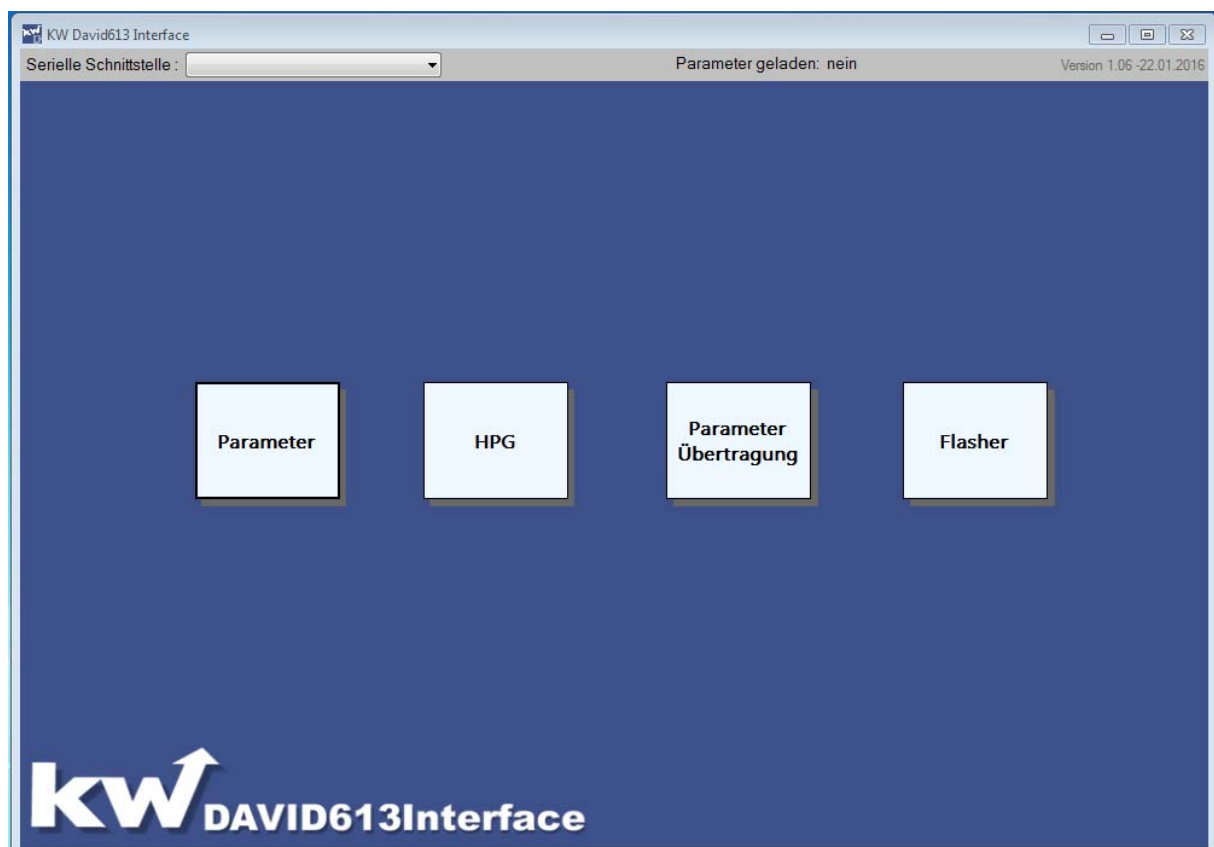 KW David613 Interface
Serielle Schnittstelle : Parameter geladen: nein Version 1.06 -22.01.2016
Parameter
HPG
Parameter
Übertragung
Flasher
kw DAVID613Interface